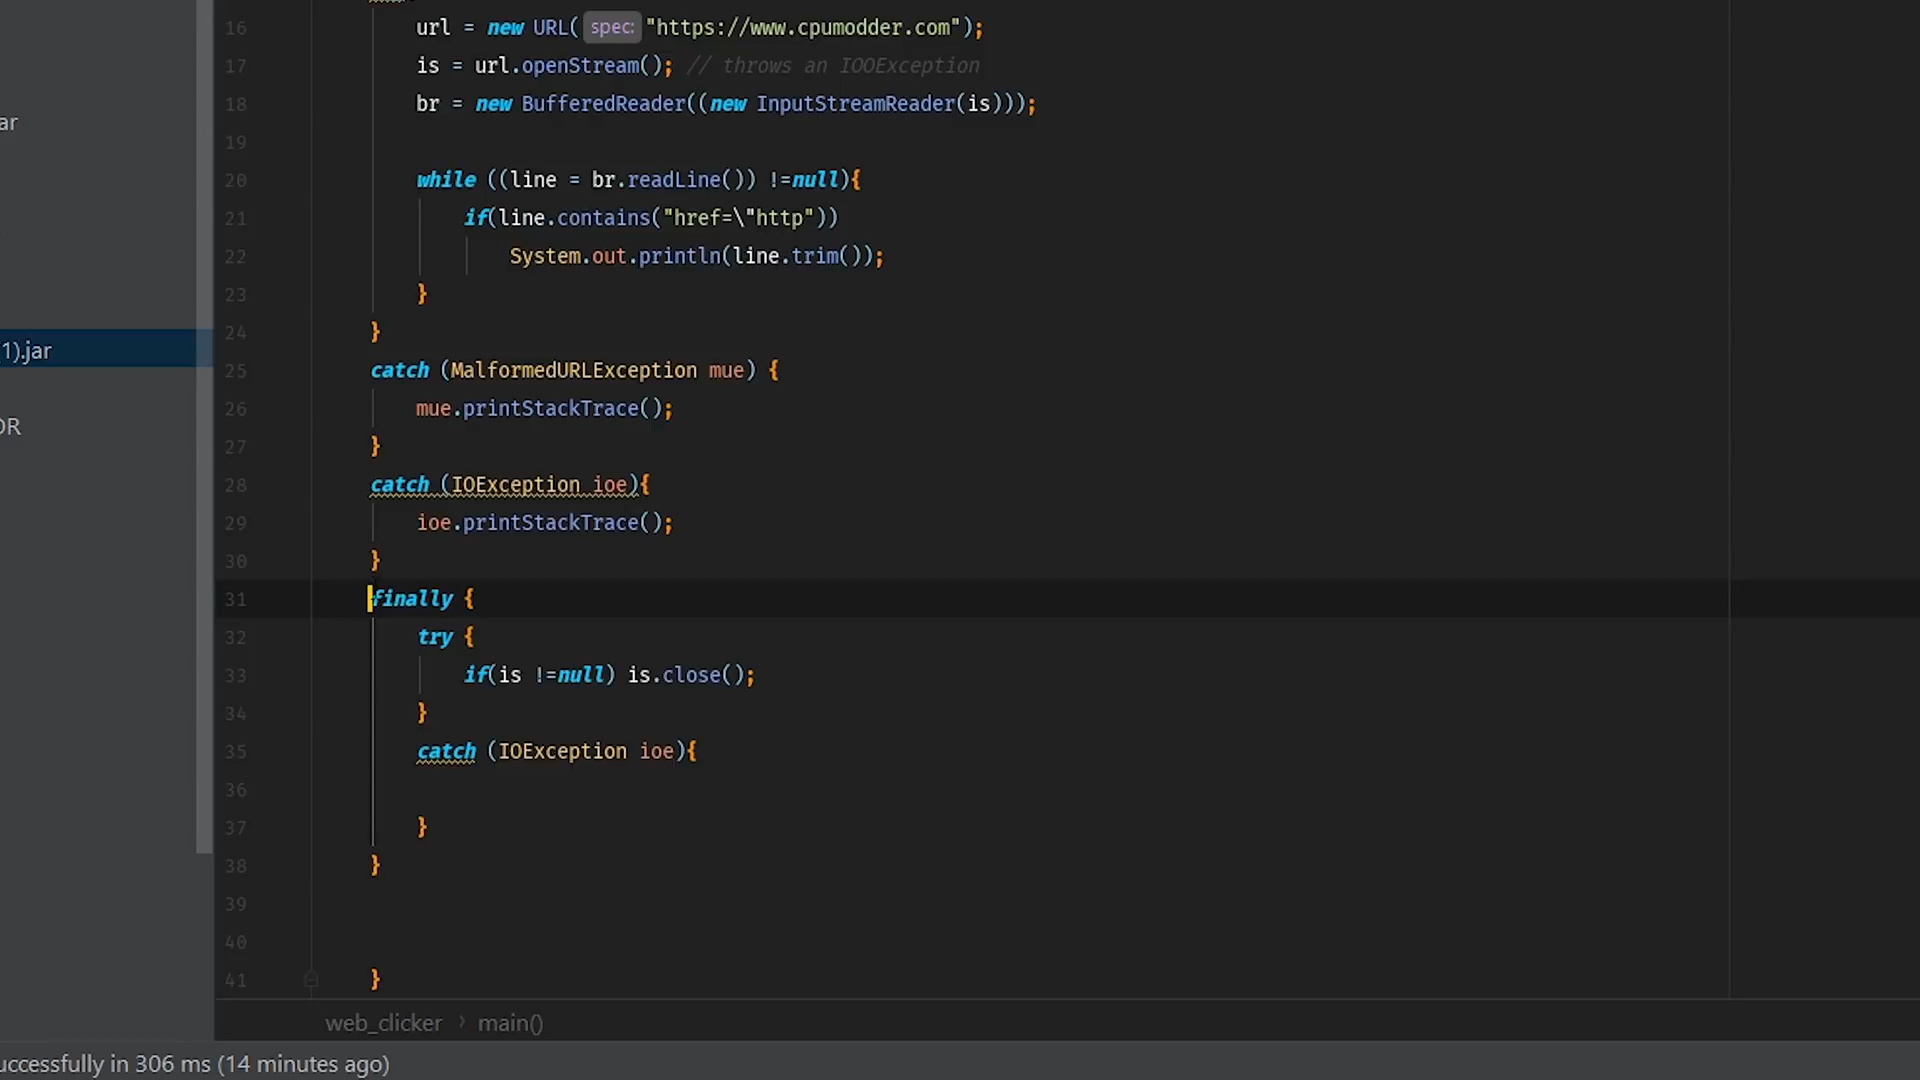 16 url = new URL( spec: "https://www.cpumodder.com");
17 is = url.openStream(); // throws an IOOException
18 br = new BufferedReader((new InputStreamReader(is)));
19
20 while ((line = br.readLine()) !=null){
21 if(line.contains("href=\"http"))
22 System.out.println(line.trim());
23 }
24 }
25 catch (MalformedURLException mue) {
26 mue.printStackTrace();
27 }
28 catch (IOException ioe){
29 ioe.printStackTrace();
30 }
31 finally {
32 try {
33 if(is !=null) is.close();
34 }
35 catch (IOException ioe){
36
37 }
38 }
39
40
41 }
ar
1).jar
OR
web_clicker › main()
uccessfully in 306 ms (14 minutes ago)